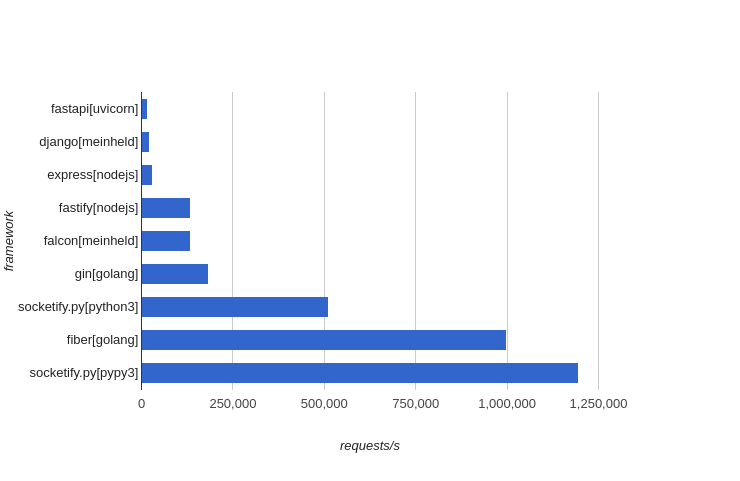 fastapi[uvicorn]
django[meinheld]
express[nodejs]
fastify[nodejs]
falcon[meinheld]
gin[golang]
socketify.py[python3]
fiber[golang]
socketify.py[pypy3]
framework
0 250,000 500,000 750,000 1,000,000 1,250,000
requests/s